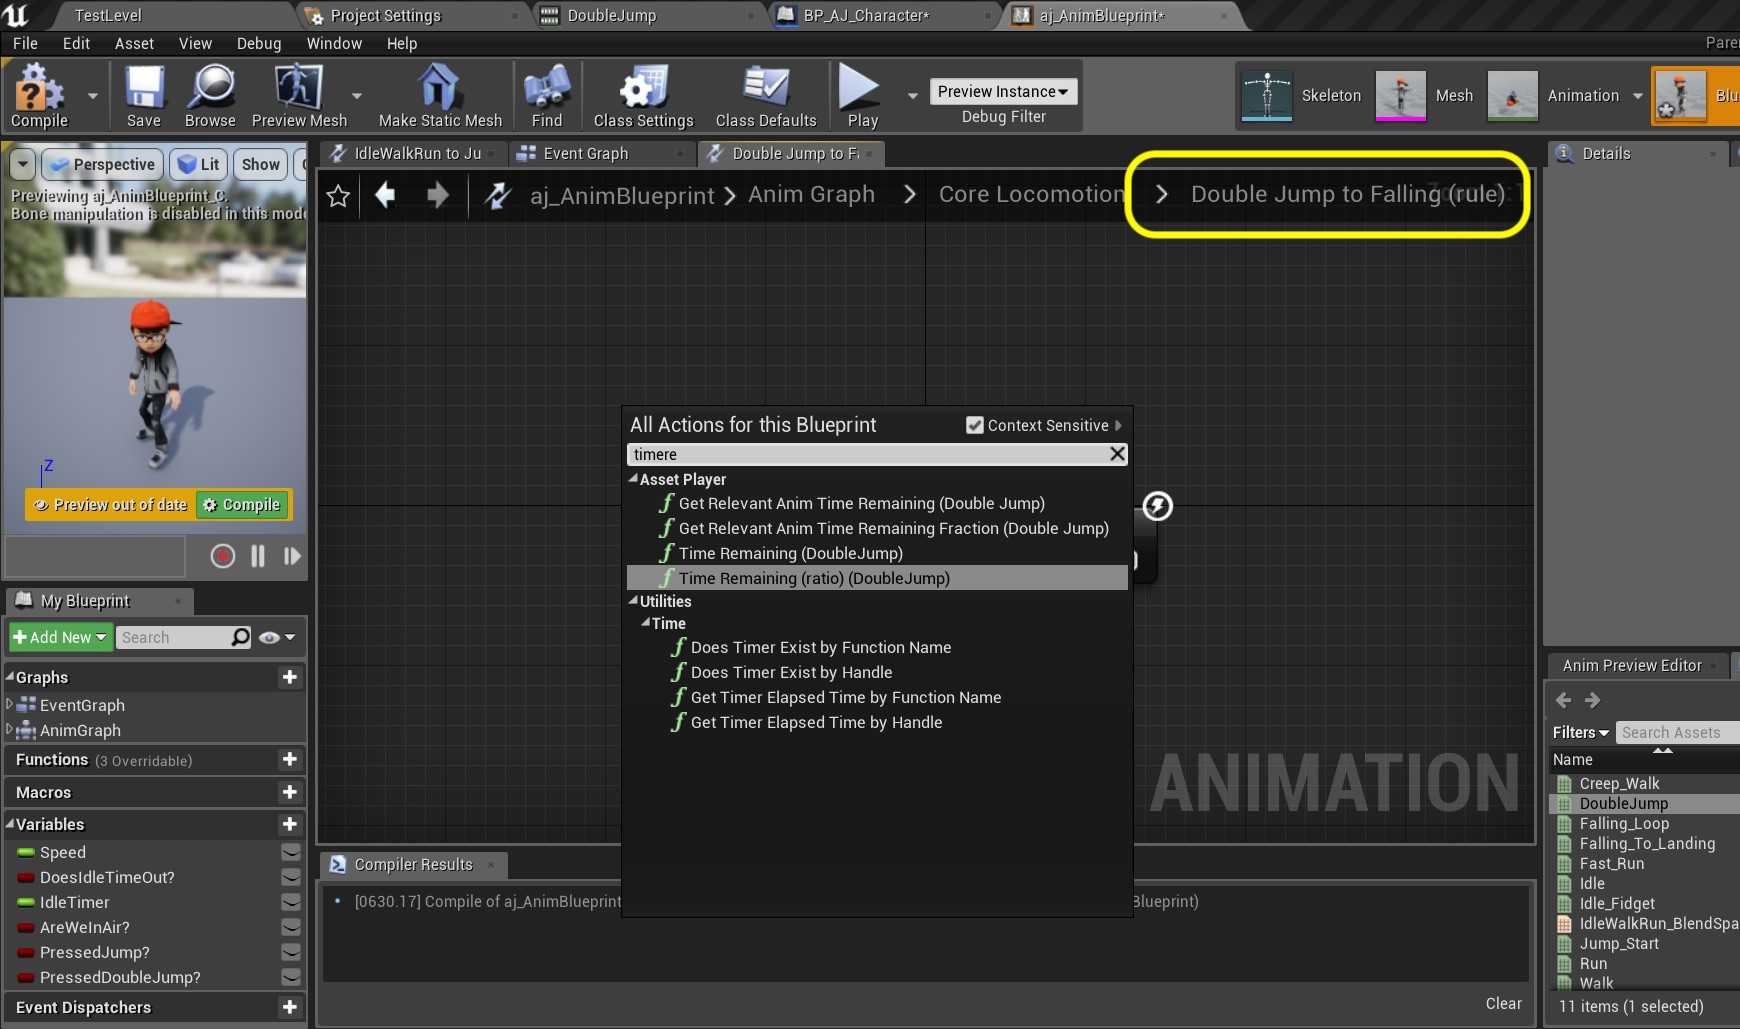 TestLevel
Project Settings
DoubleJump
BP_AJ_Character*
aj_AnimBlueprint*
File Edit Asset View Debug Window Help
Pare
Compile
Save
Browse
Preview Mesh
Make Static Mesh
Find
Class Settings
Class Defaults
Play
Preview Instance
Debug Filter
Skeleton
Mesh
Animation
Blu
Perspective
Lit
Show
Previewing aj_AnimBlueprint_C.
Bone manipulation is disabled in this mode
Z
Preview out of date
Compile
IdleWalkRun to Ju
Event Graph
Double Jump to Fa
aj_AnimBlueprint > Anim Graph > Core Locomotion > Double Jump to Falling (rule)
All Actions for this Blueprint
Context Sensitive
timere
Asset Player
Get Relevant Anim Time Remaining (Double Jump)
Get Relevant Anim Time Remaining Fraction (Double Jump)
Time Remaining (DoubleJump)
Time Remaining (ratio) (DoubleJump)
Utilities
Time
Does Timer Exist by Function Name
Does Timer Exist by Handle
Get Timer Elapsed Time by Function Name
Get Timer Elapsed Time by Handle
ANIMATION
My Blueprint
Add New
Search
Graphs
EventGraph
AnimGraph
Functions (3 Overridable)
Macros
Variables
Speed
DoesIdleTimeOut?
IdleTimer
AreWeInAir?
PressedJump?
PressedDoubleJump?
Event Dispatchers
Compiler Results
[0630.17] Compile of aj_AnimBlueprint
Blueprint)
Clear
Details
Anim Preview Editor
Filters
Search Assets
Name
Creep_Walk
DoubleJump
Falling_Loop
Falling_To_Landing
Fast_Run
Idle
Idle_Fidget
IdleWalkRun_BlendSpa
Jump_Start
Run
Walk
11 items (1 selected)